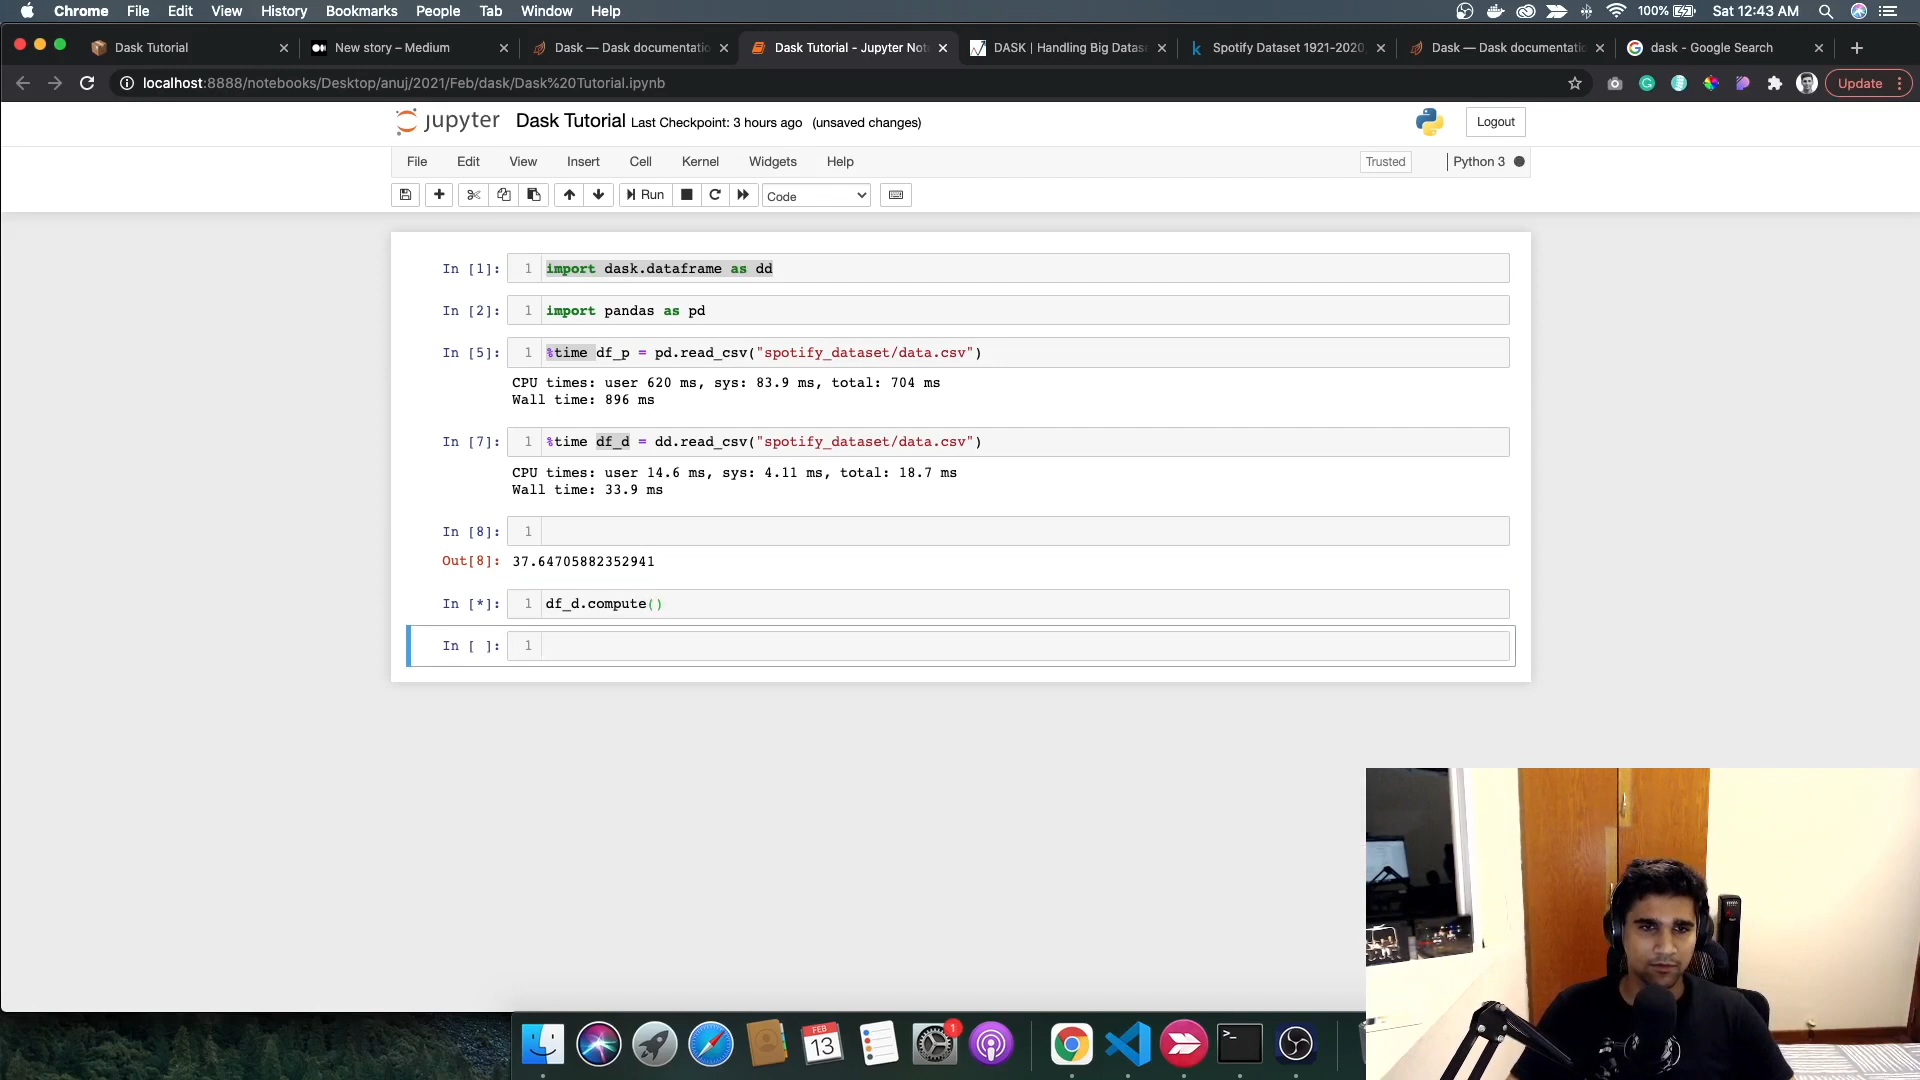 Chrome File Edit View History Bookmarks People Tab Window Help 100% Sat 12:43 AM
Dask Tutorial New story – Medium Dask — Dask documentatio Dask Tutorial - Jupyter Not DASK | Handling Big Datas Spotify Dataset 1921-2020, Dask — Dask documentatio dask - Google Search
localhost:8888/notebooks/Desktop/anuj/2021/Feb/dask/Dask%20Tutorial.ipynb Update
jupyter Dask Tutorial Last Checkpoint: 3 hours ago (unsaved changes) Logout
File Edit View Insert Cell Kernel Widgets Help Trusted Python 3
Run Code
In [1]: 1 import dask.dataframe as dd
In [2]: 1 import pandas as pd
In [5]: 1 %time df_p = pd.read_csv("spotify_dataset/data.csv")
CPU times: user 620 ms, sys: 83.9 ms, total: 704 ms
Wall time: 896 ms
In [7]: 1 %time df_d = dd.read_csv("spotify_dataset/data.csv")
CPU times: user 14.6 ms, sys: 4.11 ms, total: 18.7 ms
Wall time: 33.9 ms
In [8]: 1
Out[8]: 37.64705882352941
In [*]: 1 df_d.compute()
In [ ]: 1
FEB
13
1